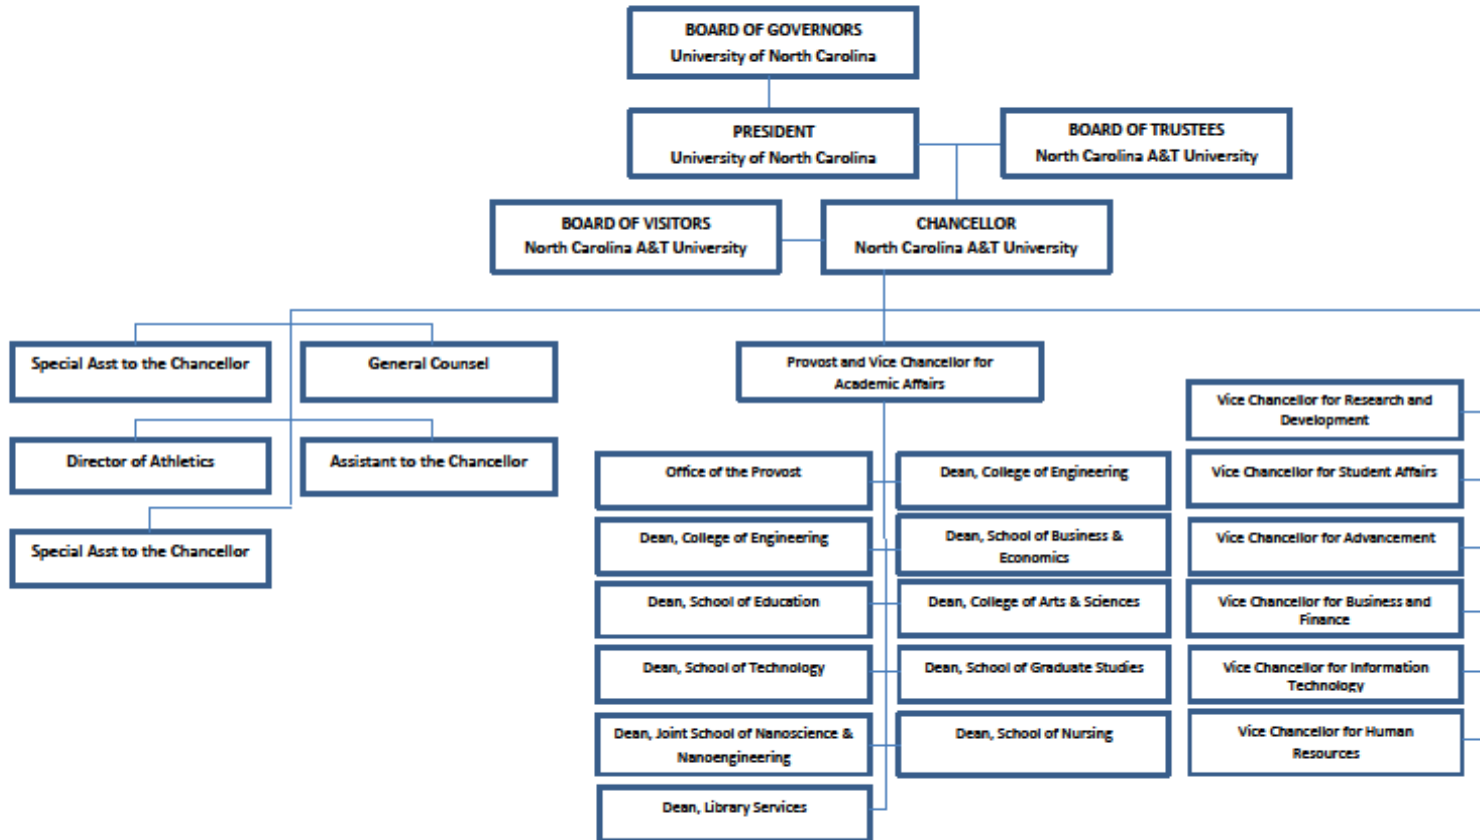 BOARD OF GOVERNORS
University of North Carolina
PRESIDENT
University of North Carolina
BOARD OF TRUSTEES
North Carolina A&T University
BOARD OF VISITORS
North Carolina A&T University
CHANCELLOR
North Carolina A&T University
Special Asst to the Chancellor
General Counsel
Director of Athletics
Assistant to the Chancellor
Special Asst to the Chancellor
Provost and Vice Chancellor for
Academic Affairs
Office of the Provost
Dean, College of Engineering
Dean, College of Engineering
Dean, School of Business &
Economics
Dean, School of Education
Dean, College of Arts & Sciences
Dean, School of Technology
Dean, School of Graduate Studies
Dean, Joint School of Nanoscience &
Nanoengineering
Dean, School of Nursing
Dean, Library Services
Vice Chancellor for Research and
Development
Vice Chancellor for Student Affairs
Vice Chancellor for Advancement
Vice Chancellor for Business and
Finance
Vice Chancellor for Information
Technology
Vice Chancellor for Human
Resources